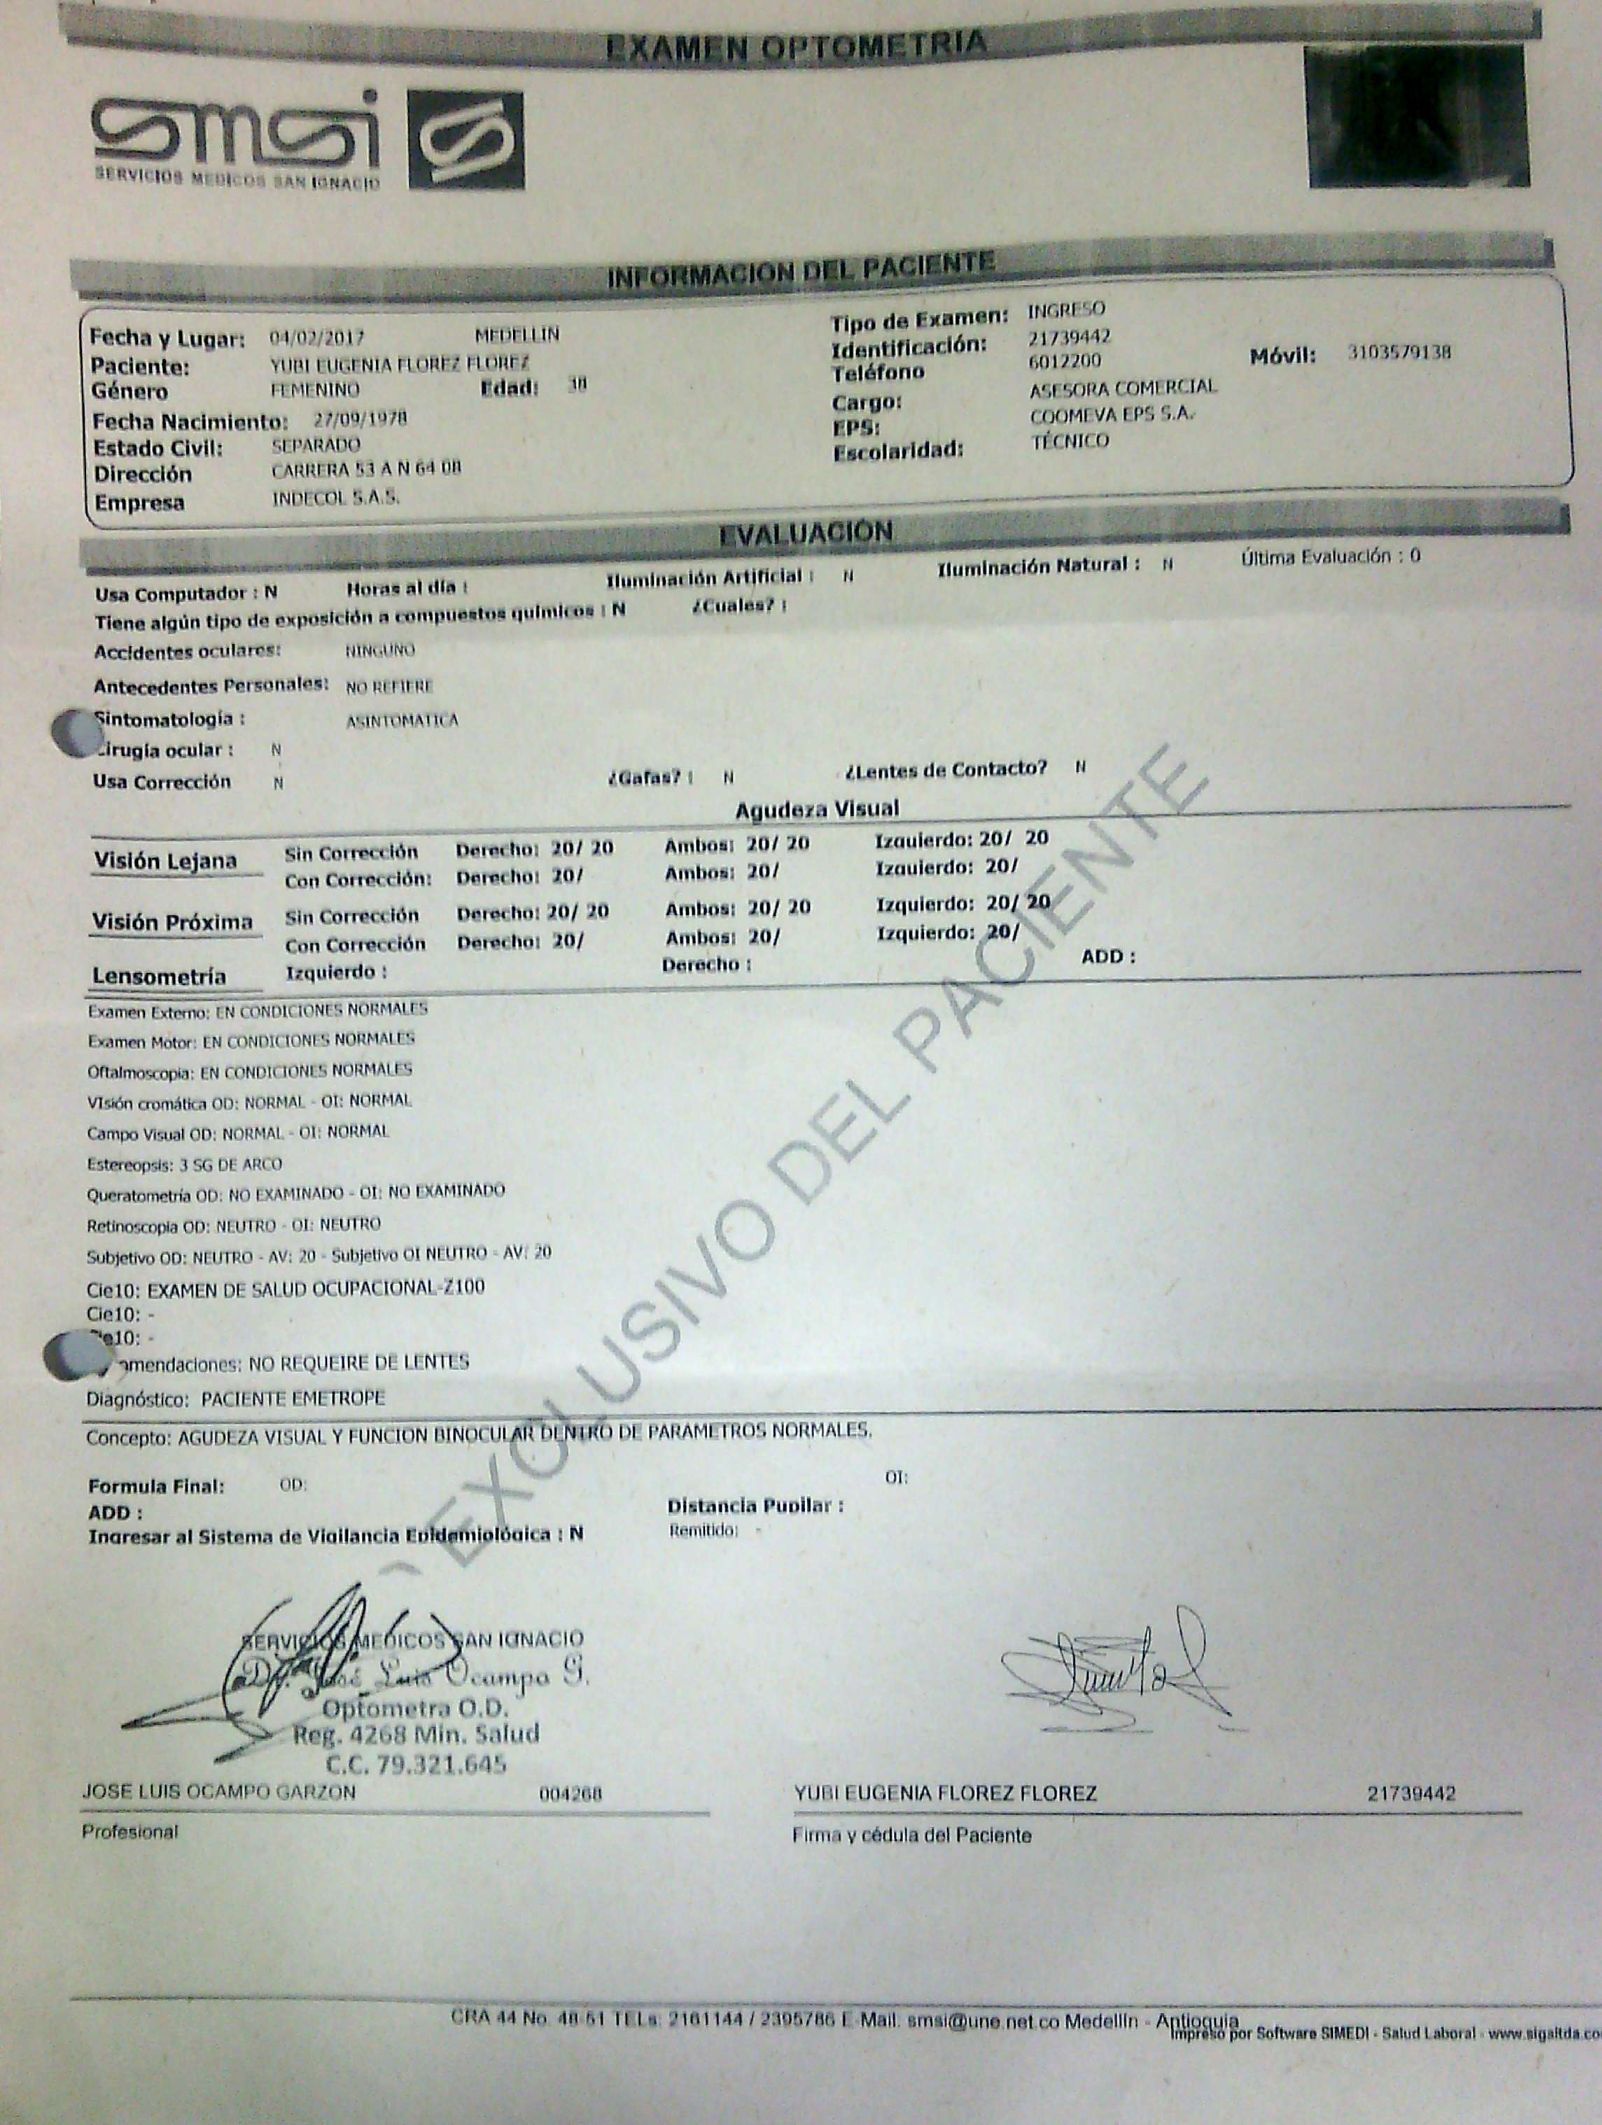 EXAMEN OPTOMETRIA
smsi
SERVICIOS MEDICOS SAN IGNACIO
INFORMACION DEL PACIENTE
Fecha y Lugar: 04/02/2017 MEDELLIN Tipo de Examen: INGRESO
Paciente: YUBI EUGENIA FLOREZ FLOREZ Identificación: 21739442
Género FEMENINO Edad: 38 Teléfono 6012200 Móvil: 3103579138
Fecha Nacimiento: 27/09/1978 Cargo: ASESORA COMERCIAL
Estado Civil: SEPARADO EPS: COOMEVA EPS S.A.
Dirección CARRERA 53 A N 64 08 Escolaridad: TÉCNICO
Empresa INDECOL S.A.S.
EVALUACIÓN
Usa Computador : N Horas al día : Iluminación Artificial : N Iluminación Natural : N Última Evaluación : 0
Tiene algún tipo de exposición a compuestos químicos : N ¿Cuales? :
Accidentes oculares: NINGUNO
Antecedentes Personales: NO REFIERE
Sintomatología : ASINTOMATICA
Cirugía ocular : N
Usa Corrección N ¿Gafas? : N ¿Lentes de Contacto? N
Agudeza Visual
Visión Lejana Sin Corrección Derecho: 20/ 20 Ambos: 20/ 20 Izquierdo: 20/ 20
Con Corrección: Derecho: 20/ Ambos: 20/ Izquierdo: 20/
Visión Próxima Sin Corrección Derecho: 20/ 20 Ambos: 20/ 20 Izquierdo: 20/ 20
Con Corrección Derecho: 20/ Ambos: 20/ Izquierdo: 20/
Lensometría Izquierdo : Derecho : ADD :
Examen Externo: EN CONDICIONES NORMALES
Examen Motor: EN CONDICIONES NORMALES
Oftalmoscopia: EN CONDICIONES NORMALES
VIsión cromática OD: NORMAL - OI: NORMAL
Campo Visual OD: NORMAL - OI: NORMAL
Estereopsis: 3 SG DE ARCO
Queratometría OD: NO EXAMINADO - OI: NO EXAMINADO
Retinoscopia OD: NEUTRO - OI: NEUTRO
Subjetivo OD: NEUTRO - AV: 20 - Subjetivo OI NEUTRO - AV: 20
Cie10: EXAMEN DE SALUD OCUPACIONAL-Z100
Cie10: -
Cie10: -
omendaciones: NO REQUEIRE DE LENTES
Diagnóstico: PACIENTE EMETROPE
Concepto: AGUDEZA VISUAL Y FUNCION BINOCULAR DENTRO DE PARAMETROS NORMALES.
Formula Final: OD: OI:
ADD : Distancia Pupilar :
Ingresar al Sistema de Vigilancia Epidemiológica : N Remitido: -
EXCLUSIVO DEL PACIENTE
SERVICIOS MEDICOS SAN IGNACIO
Dr. José Luis Ocampo G.
Optometra O.D.
Reg. 4268 Min. Salud
C.C. 79.321.645
JOSE LUIS OCAMPO GARZON 004268 YUBI EUGENIA FLOREZ FLOREZ 21739442
Profesional Firma y cédula del Paciente
CRA 44 No. 48-51 TELs: 2161144 / 2395786 E-Mail: smsi@une.net.co Medellín - Antioquia
Impreso por Software SIMEDI - Salud Laboral - www.sigsltda.co